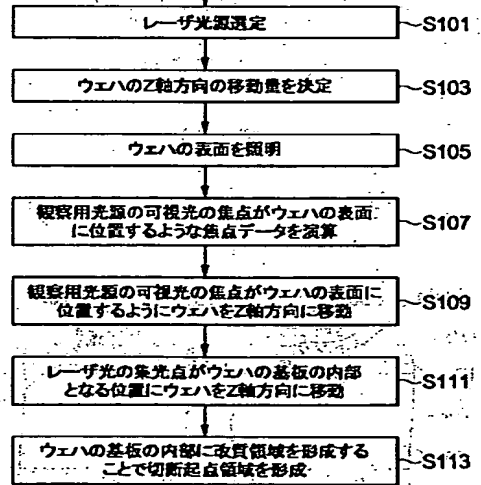 レーザ光源選定
S101
ウェハのZ軸方向の移動量を決定
S103
ウェハの表面を照明
S105
観察用光源の可視光の焦点がウェハの表面
に位置するような焦点データを演算
S107
観察用光源の可視光の焦点がウェハの表面に
位置するようにウェハをZ軸方向に移動
S109
レーザ光の集光点がウェハの基板の内部
となる位置にウェハをZ軸方向に移動
S111
ウェハの基板の内部に改質領域を形成する
ことで切断起点領域を形成
S113